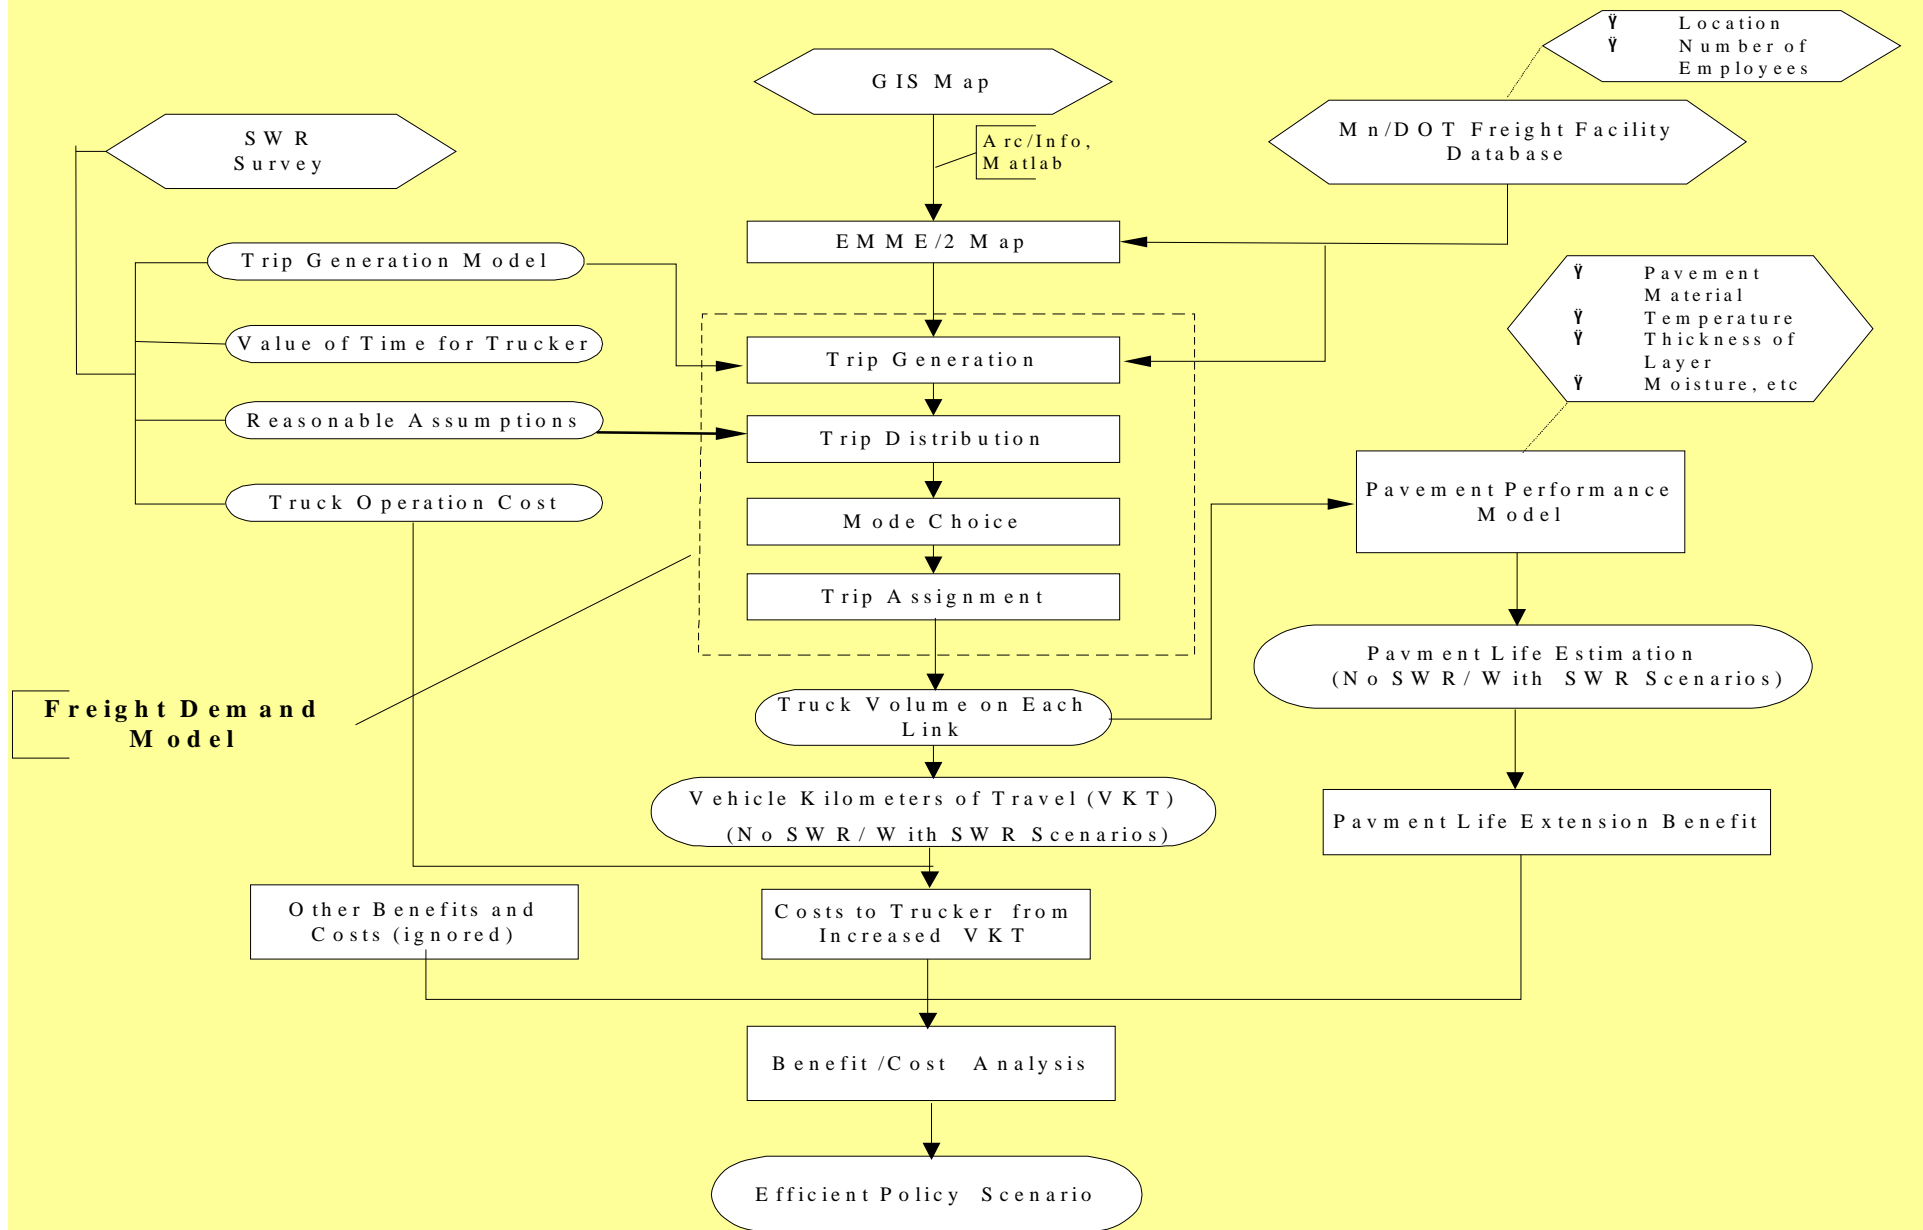 Ÿ Location
Ÿ Number of
Employees
GIS Map
Mn/DOT Freight Facility
Database
SWR
Survey
Arc/Info,
Matlab
EMME/2 Map
Trip Generation Model
Ÿ Pavement
Material
Ÿ Temperature
Ÿ Thickness of
Layer
Ÿ Moisture, etc
Value of Time for Trucker
Trip Generation
Reasonable Assumptions
Trip Distribution
Truck Operation Cost
Mode Choice
Pavement Performance
Model
Trip Assignment
Pavment Life Estimation
(No SWR/With SWR Scenarios)
Freight Demand
Model
Truck Volume on Each
Link
Vehicle Kilometers of Travel (VKT)
(No SWR/With SWR Scenarios)
Pavment Life Extension Benefit
Other Benefits and
Costs (ignored)
Costs to Trucker from
Increased VKT
Benefit/Cost Analysis
Efficient Policy Scenario